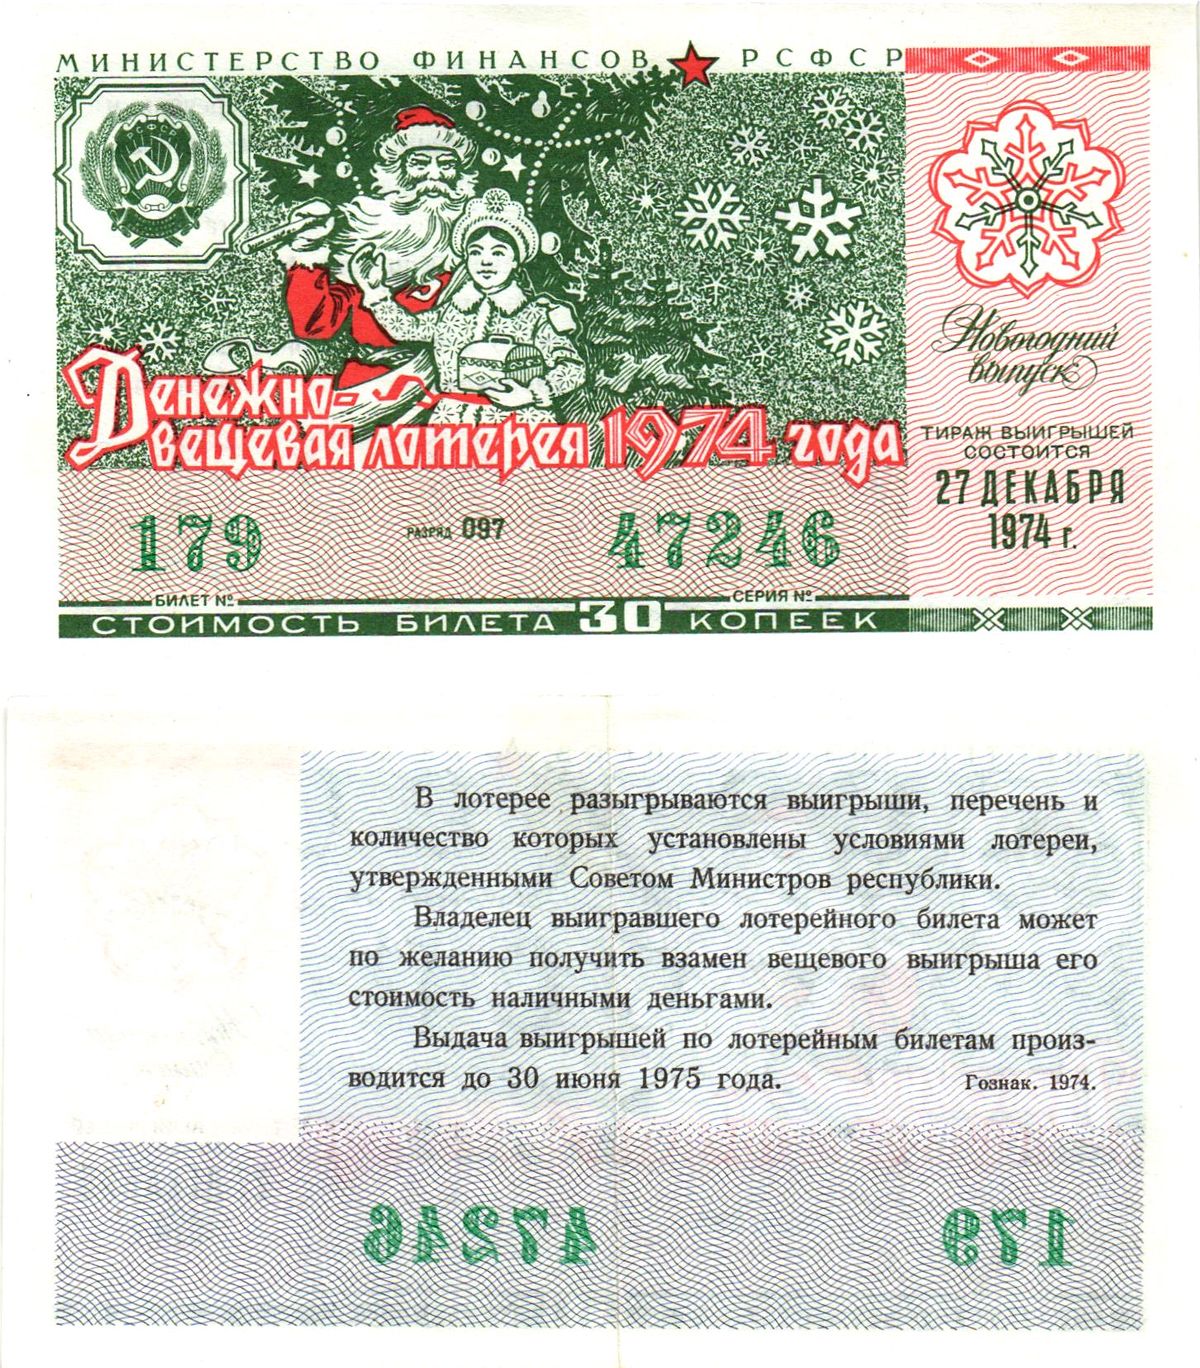 МИНИСТЕРСТВО ФИНАНСОВ РСФСР
РСФСР
Денежно-
вещевая лотерея 1974 года
179 РАЗРЯД 097 47246
БИЛЕТ № СЕРИЯ №
СТОИМОСТЬ БИЛЕТА 30 КОПЕЕК
Новогодний
выпуск
ТИРАЖ ВЫИГРЫШЕЙ
СОСТОИТСЯ
27 ДЕКАБРЯ
1974 г.
В лотерее разыгрываются выигрыши, перечень и
количество которых установлены условиями лотереи,
утвержденными Советом Министров республики.
Владелец выигравшего лотерейного билета может
по желанию получить взамен вещевого выигрыша его
стоимость наличными деньгами.
Выдача выигрышей по лотерейным билетам произ-
водится до 30 июня 1975 года.
Гознак. 1974.
47246 179